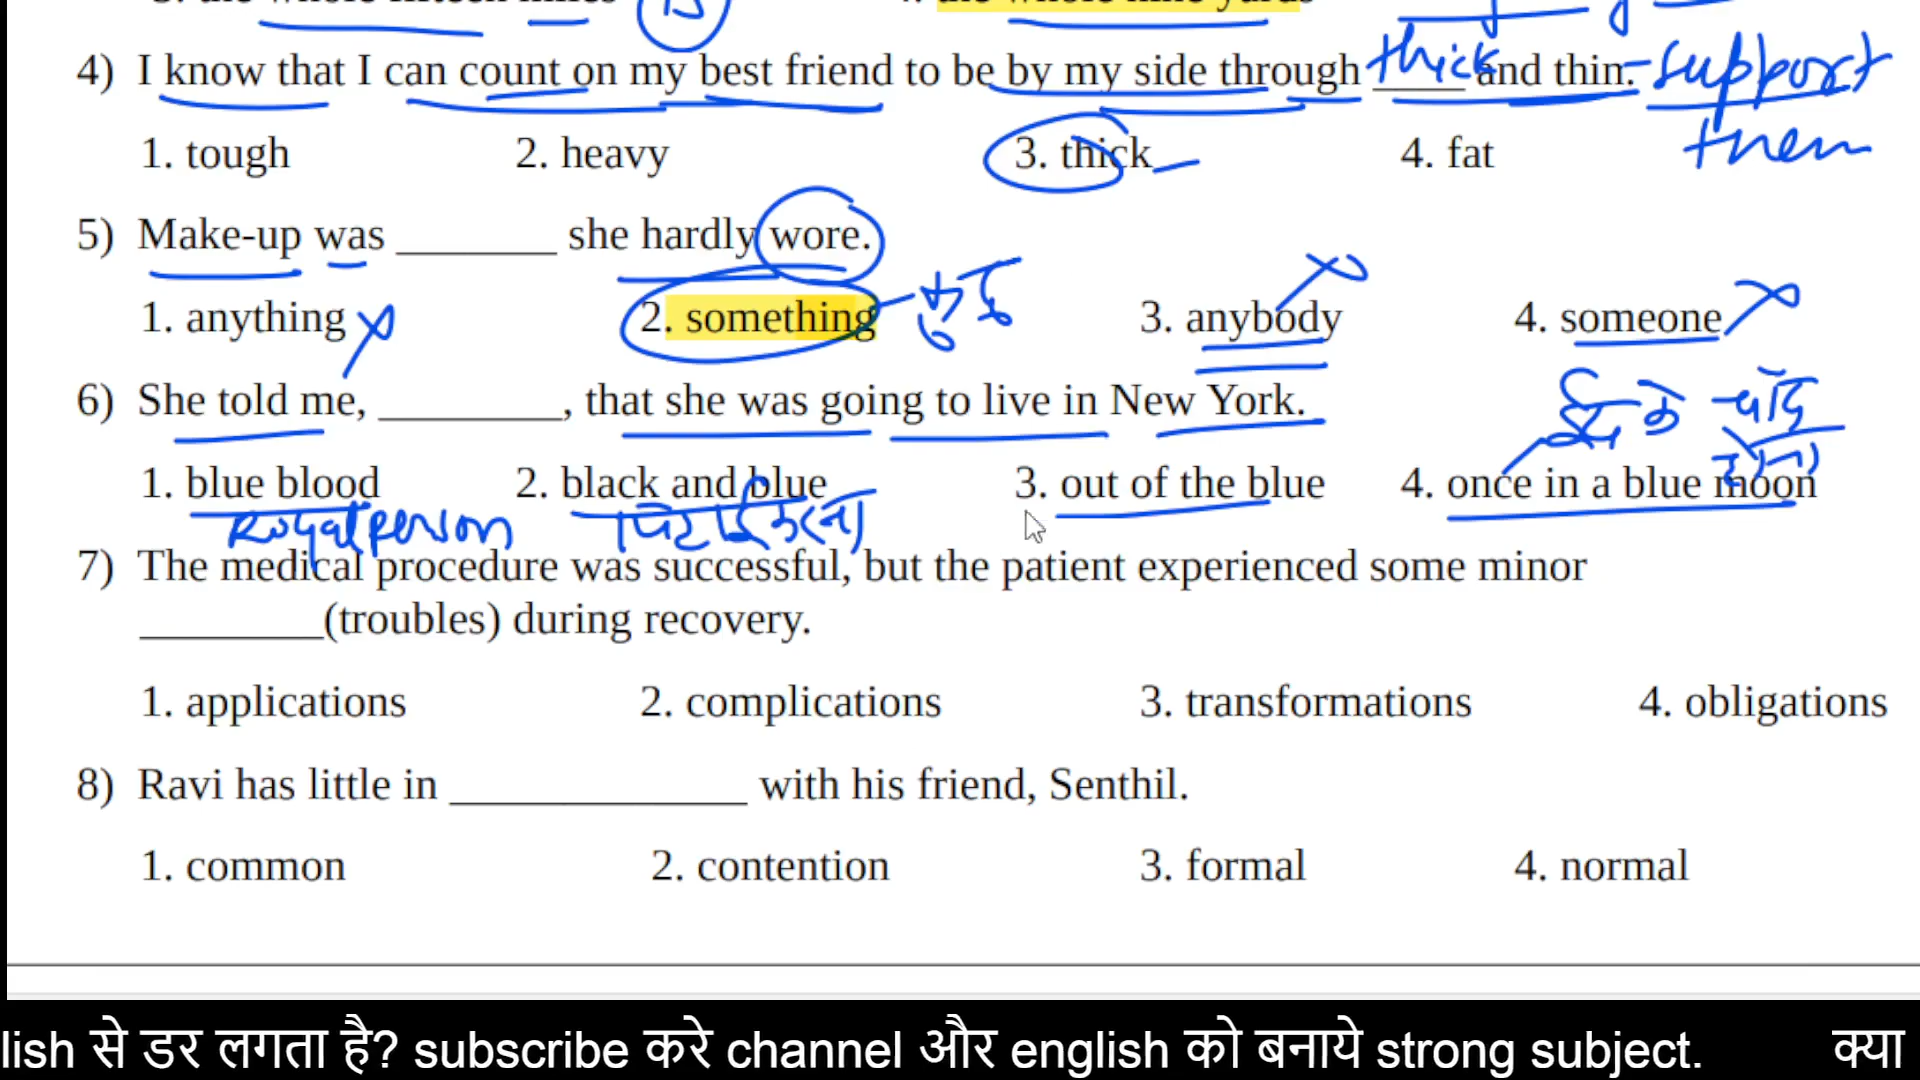 4) I know that I can count on my best friend to be by my side through thick and thin. - support
them
1. tough 2. heavy 3. thick 4. fat
5) Make-up was ________ she hardly wore.
1. anything 2. something 3. anybody 4. someone
6) She told me, ________, that she was going to live in New York.
1. blue blood 2. black and blue 3. out of the blue 4. once in a blue moon
Royal person
7) The medical procedure was successful, but the patient experienced some minor
________(troubles) during recovery.
1. applications 2. complications 3. transformations 4. obligations
8) Ravi has little in _____________ with his friend, Senthil.
1. common 2. contention 3. formal 4. normal
lish से डर लगता है? subscribe करे channel और english को बनाये strong subject. क्या